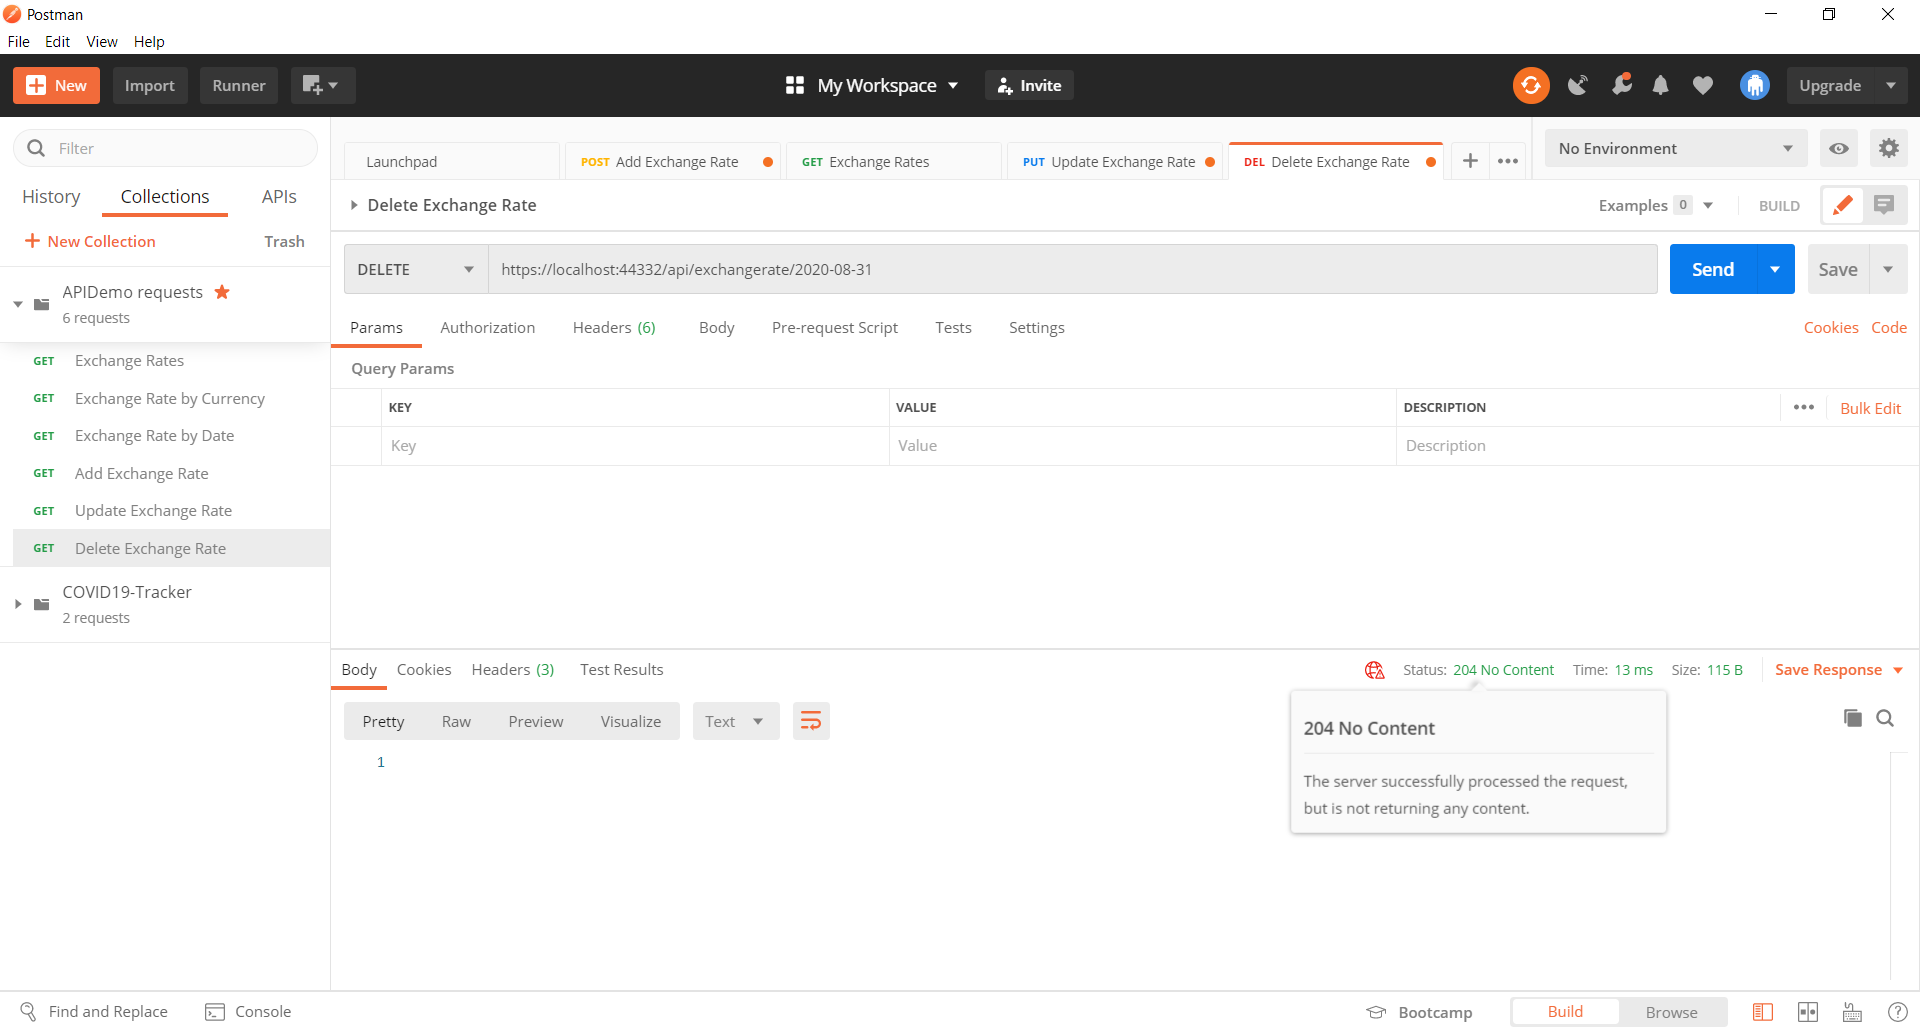 Postman
File Edit View Help
New Import Runner My Workspace Invite Upgrade
Filter
History Collections APIs
New Collection Trash
APIDemo requests
6 requests
GET Exchange Rates
GET Exchange Rate by Currency
GET Exchange Rate by Date
GET Add Exchange Rate
GET Update Exchange Rate
GET Delete Exchange Rate
COVID19-Tracker
2 requests
Launchpad POST Add Exchange Rate GET Exchange Rates PUT Update Exchange Rate DEL Delete Exchange Rate No Environment
Delete Exchange Rate Examples 0 BUILD
DELETE https://localhost:44332/api/exchangerate/2020-08-31 Send Save
Params Authorization Headers (6) Body Pre-request Script Tests Settings Cookies Code
Query Params
KEY VALUE DESCRIPTION Bulk Edit
Key Value Description
Body Cookies Headers (3) Test Results Status: 204 No Content Time: 13 ms Size: 115 B Save Response
Pretty Raw Preview Visualize Text
1
204 No Content
The server successfully processed the request,
but is not returning any content.
Find and Replace Console Bootcamp Build Browse